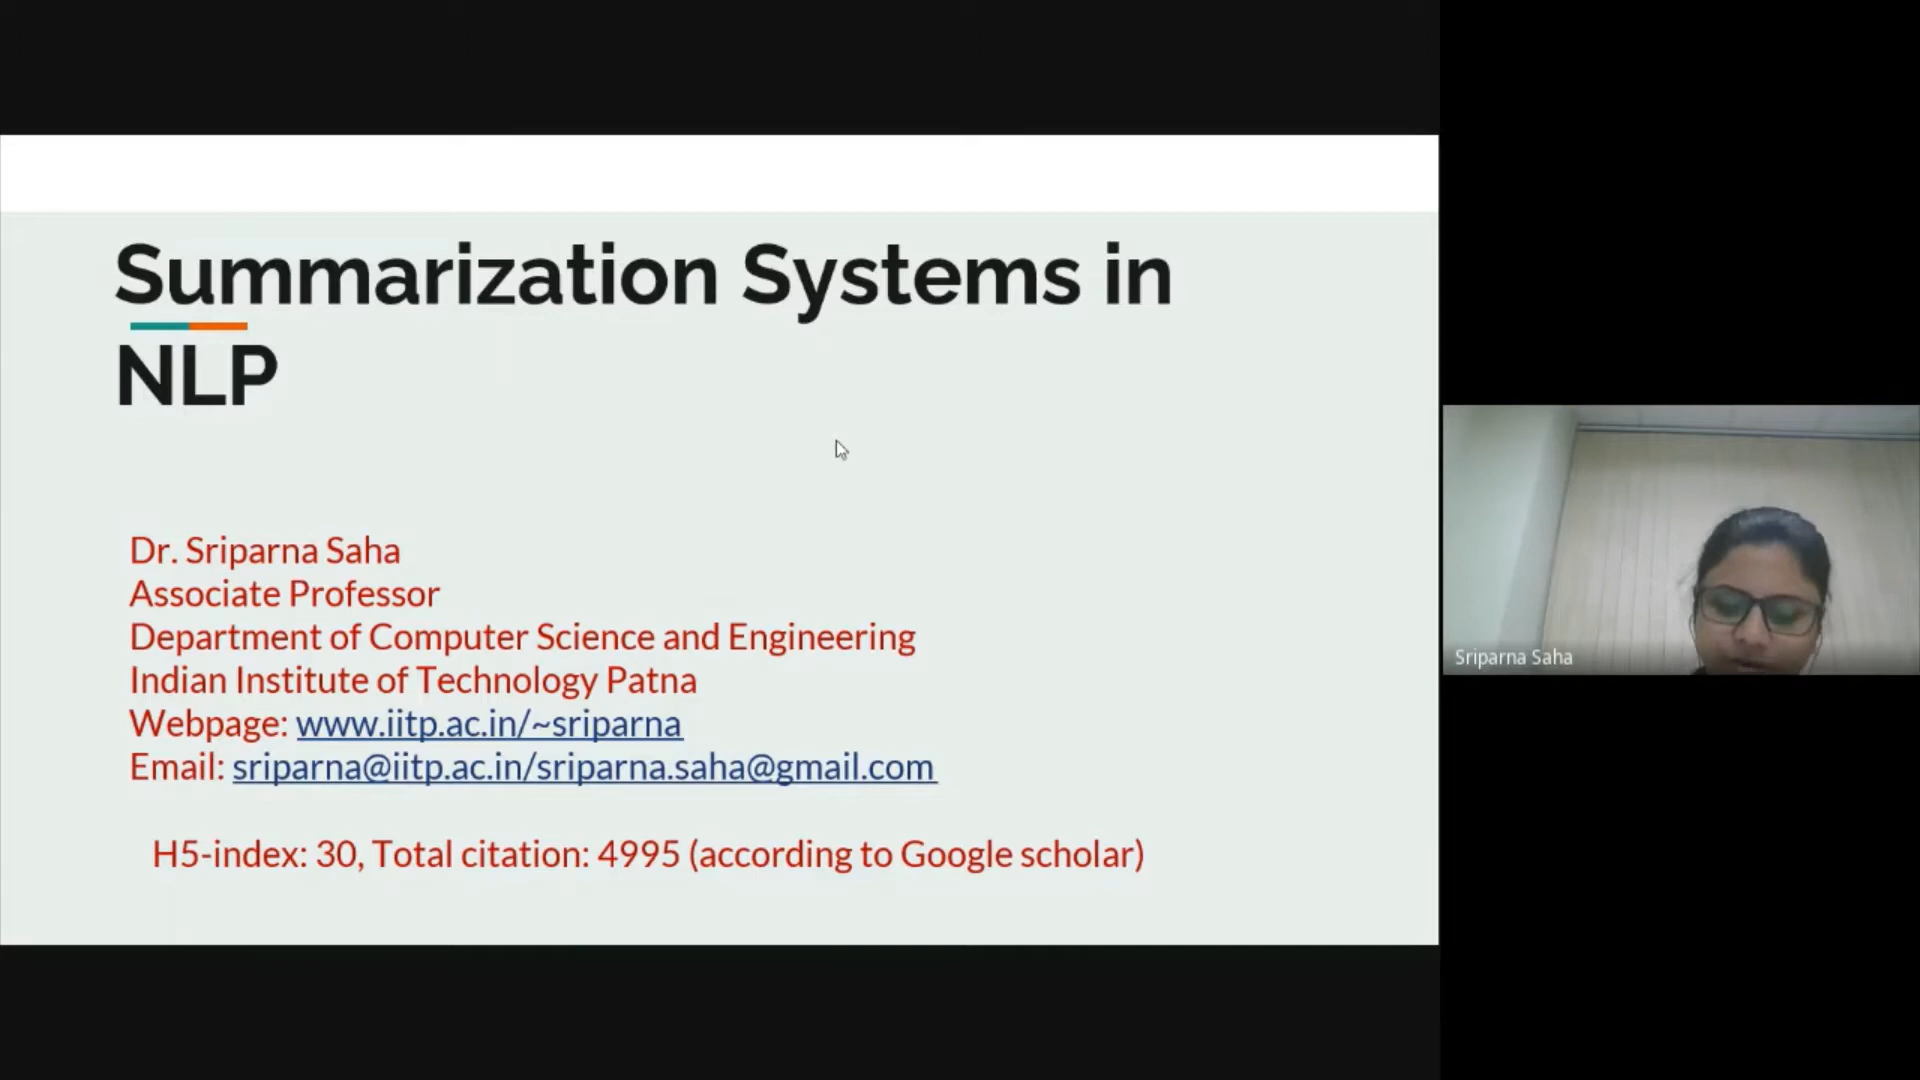 Summarization Systems in
NLP
Dr. Sriparna Saha
Associate Professor
Department of Computer Science and Engineering
Indian Institute of Technology Patna
Webpage: www.iitp.ac.in/~sriparna
Email: sriparna@iitp.ac.in/sriparna.saha@gmail.com
H5-index: 30, Total citation: 4995 (according to Google scholar)
Sriparna Saha